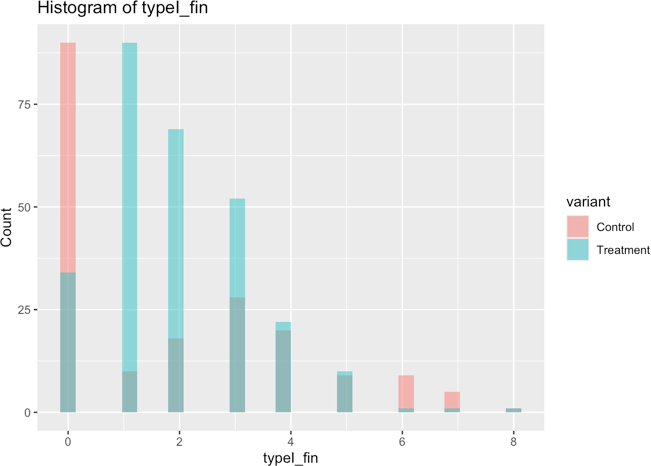 Histogram of typeI_fin
75
50
25
0
Count
0 2 4 6 8
typeI_fin
variant
Control
Treatment